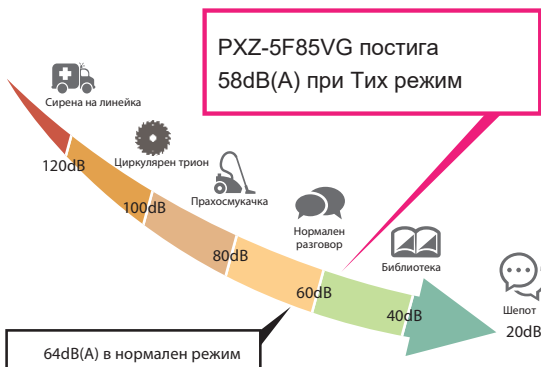 PXZ-5F85VG постига
58dB(A) при Тих режим
Сирена на линейка
120dB
Циркулярен трион
100dB
Прахосмукачка
80dB
Нормален
разговор
60dB
Библиотека
40dB
Шепот
20dB
64dB(A) в нормален режим